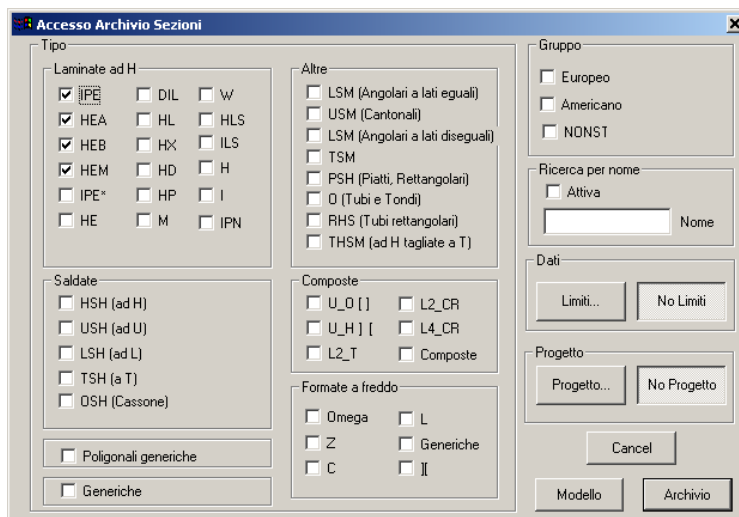 Accesso Archivio Sezioni
Tipo
Laminate ad H
IPE DIL W
HEA HL HLS
HEB HX ILS
HEM HD H
IPE* HP I
HE M IPN
Altre
LSM (Angolari a lati eguali)
USM (Cantonali)
LSM (Angolari a lati diseguali)
TSM
PSH (Piatti, Rettangolari)
O (Tubi e Tondi)
RHS (Tubi rettangolari)
THSM (ad H tagliate a T)
Saldate
HSH (ad H)
USH (ad U)
LSH (ad L)
TSH (a T)
OSH (Cassone)
Composte
U_O [ ] L2_CR
U_H ] [ L4_CR
L2_T Composte
Formate a freddo
Omega L
Z Generiche
C ][
Poligonali generiche
Generiche
Gruppo
Europeo
Americano
NONST
Ricerca per nome
Attiva
Nome
Dati
Limiti... No Limiti
Progetto
Progetto... No Progetto
Cancel
Modello Archivio